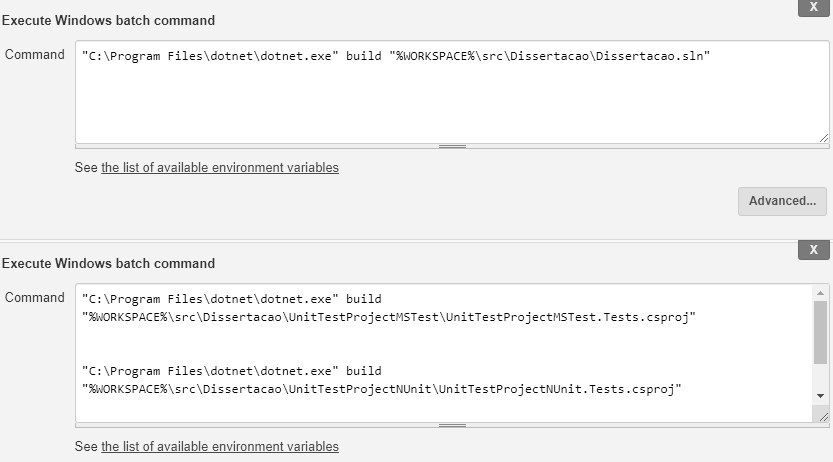 X
Execute Windows batch command
Command
"C:\Program Files\dotnet\dotnet.exe" build "%WORKSPACE%\src\Dissertacao\Dissertacao.sln"
See the list of available environment variables
Advanced...
X
Execute Windows batch command
Command
"C:\Program Files\dotnet\dotnet.exe" build
"%WORKSPACE%\src\Dissertacao\UnitTestProjectMSTest\UnitTestProjectMSTest.Tests.csproj"
"C:\Program Files\dotnet\dotnet.exe" build
"%WORKSPACE%\src\Dissertacao\UnitTestProjectNUnit\UnitTestProjectNUnit.Tests.csproj"
See the list of available environment variables